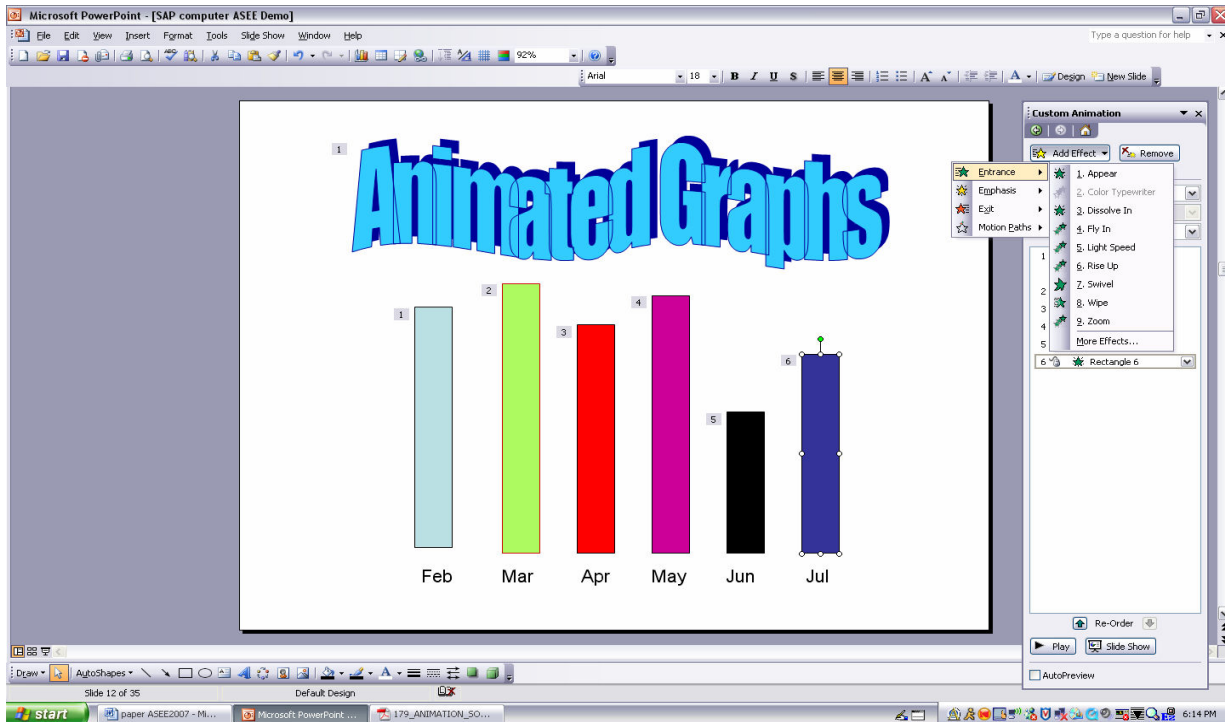 Microsoft PowerPoint - [SAP computer ASEE Demo]
File Edit View Insert Format Tools Slide Show Window Help
Type a question for help
92%
Arial 18 B I U S A A A Design New Slide
Custom Animation
Add Effect Remove
Entrance
Emphasis
Exit
Motion Paths
1. Appear
2. Color Typewriter
3. Dissolve In
4. Fly In
5. Light Speed
6. Rise Up
7. Swivel
8. Wipe
9. Zoom
More Effects...
1
2
3
4
5
6 Rectangle 6
1
Animated Graphs
1
2
3
4
5
6
Feb Mar Apr May Jun Jul
Re-Order
Play Slide Show
AutoPreview
Draw AutoShapes A
Slide 12 of 35 Default Design
start paper ASEE2007 - Mi... Microsoft PowerPoint ... 179_ANIMATION_SO... 6:14 PM